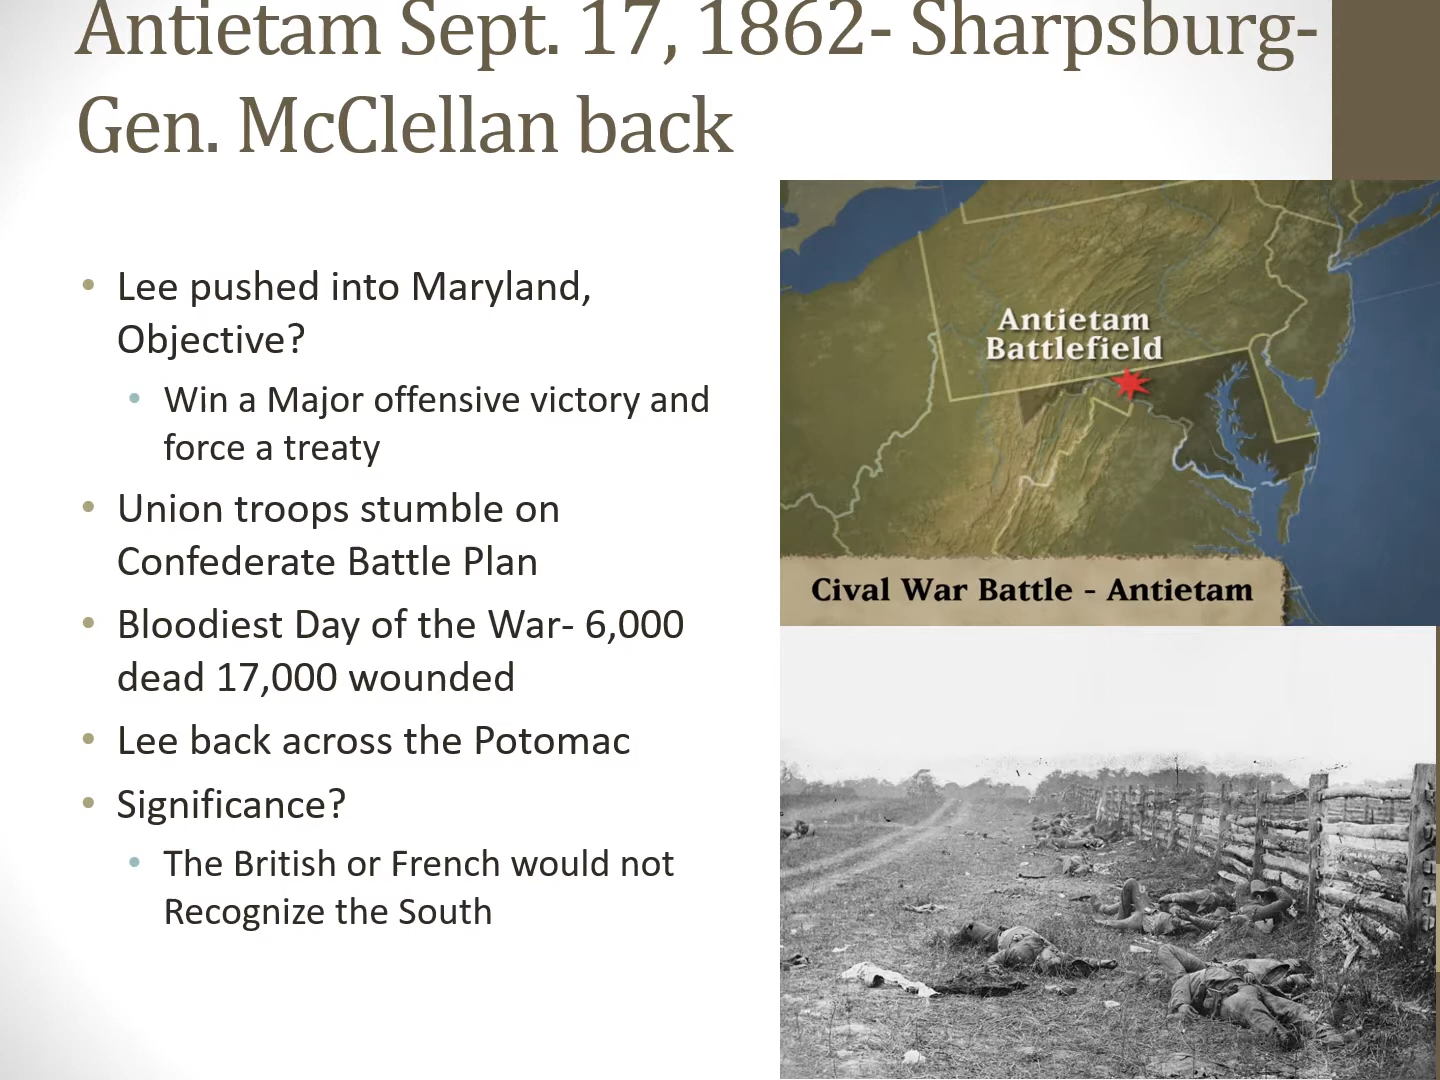 Antietam Sept. 17, 1862- Sharpsburg-
Gen. McClellan back
• Lee pushed into Maryland,
Objective?
• Win a Major offensive victory and
force a treaty
• Union troops stumble on
Confederate Battle Plan
• Bloodiest Day of the War- 6,000
dead 17,000 wounded
• Lee back across the Potomac
• Significance?
• The British or French would not
Recognize the South
Antietam
Battlefield
Cival War Battle - Antietam